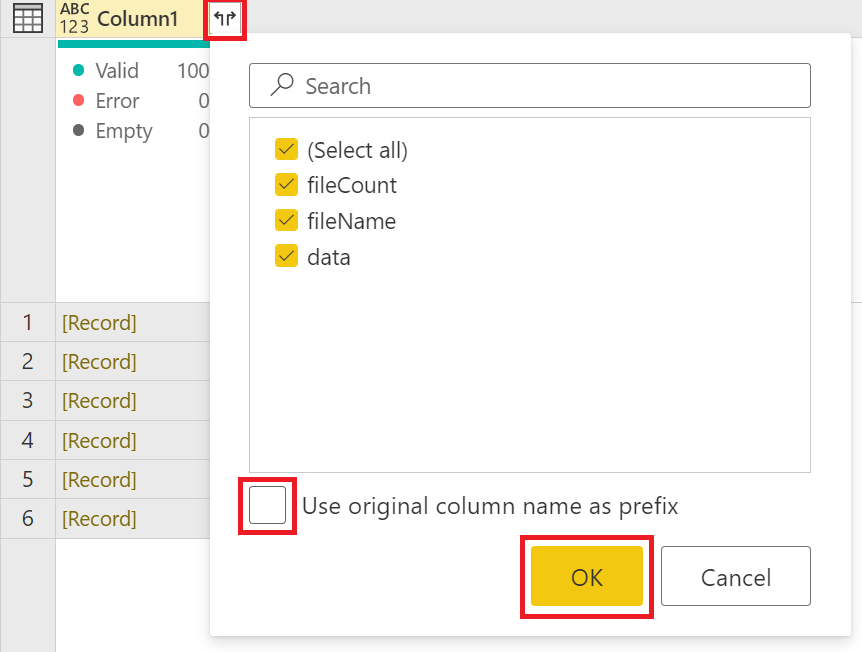 ABC
123 Column1
Valid 100
Error 0
Empty 0
Search
(Select all)
fileCount
fileName
data
1 [Record]
2 [Record]
3 [Record]
4 [Record]
5 [Record]
6 [Record]
Use original column name as prefix
OK Cancel